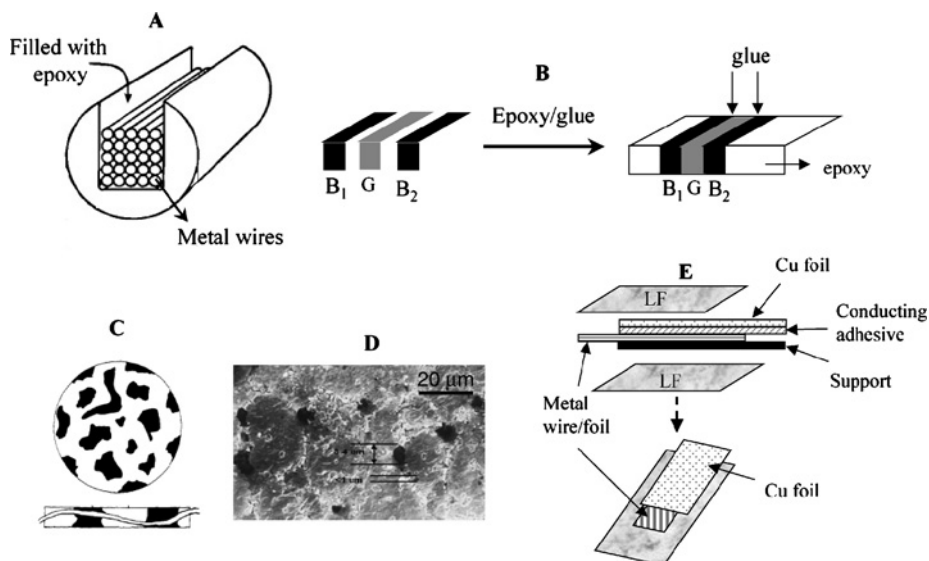 A
Filled with
epoxy
Metal wires
B
B1 G B2
Epoxy/glue
glue
epoxy
B1 G B2
C
D
20 μm
E
Cu foil
LF
Conducting
adhesive
Support
LF
Metal
wire/foil
Cu foil